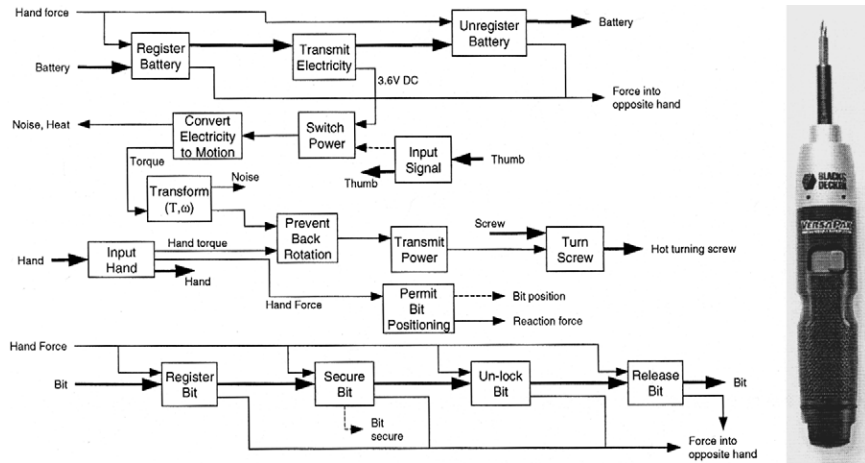 Hand force
Unregister
Battery
Battery
Register
Battery
Transmit
Electricity
Battery
3.6V DC
Force into
opposite hand
Noise, Heat
Convert
Electricity
to Motion
Switch
Power
Input
Signal
Thumb
Thumb
Torque
Noise
Transform
(T,ω)
Prevent
Back
Rotation
Transmit
Power
Screw
Turn
Screw
Hot turning screw
Hand
Input
Hand
Hand torque
Hand
Hand Force
Permit
Bit
Positioning
Bit position
Reaction force
Hand Force
Bit
Register
Bit
Secure
Bit
Un-lock
Bit
Release
Bit
Bit
Bit
secure
Force into
opposite hand
BLACK&
DECKER
VERSAPAK